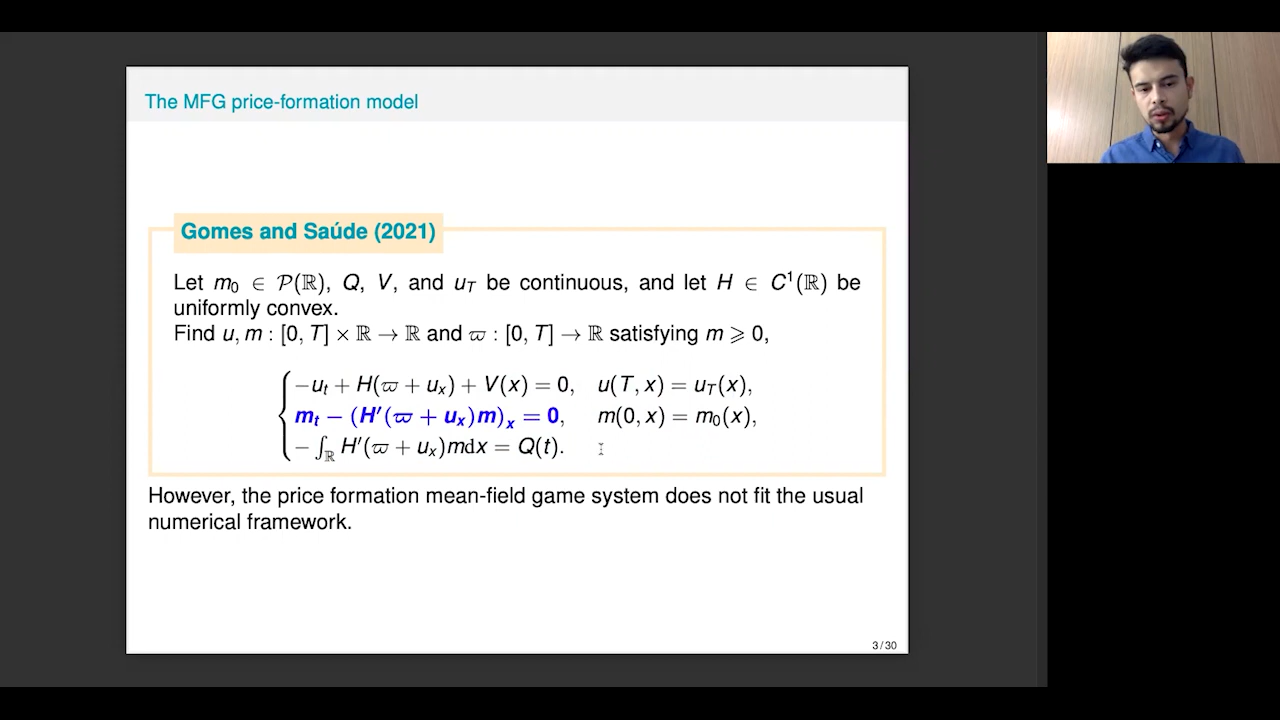 The MFG price-formation model
Gomes and Saúde (2021)
Let m₀ ∈ 𝒫(ℝ), Q, V, and u_T be continuous, and let H ∈ C¹(ℝ) be
uniformly convex.
Find u, m : [0, T] × ℝ → ℝ and ϖ : [0, T] → ℝ satisfying m ⩾ 0,
−u_t + H(ϖ + u_x) + V(x) = 0, u(T, x) = u_T(x),
m_t − (H′(ϖ + u_x)m)_x = 0, m(0, x) = m₀(x),
− ∫_ℝ H′(ϖ + u_x)mdx = Q(t).
However, the price formation mean-field game system does not fit the usual
numerical framework.
3 / 30